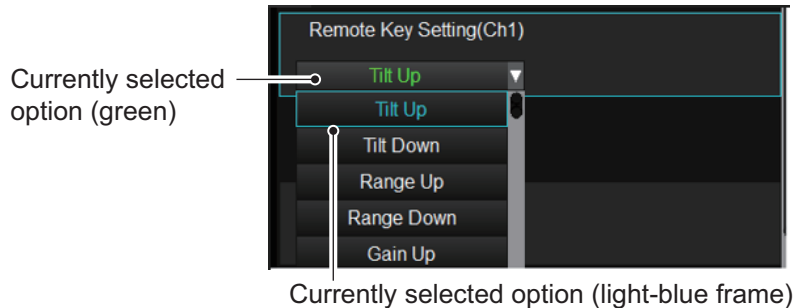 Remote Key Setting(Ch1)
Currently selected
option (green)
Tilt Up
Tilt Up
Tilt Down
Range Up
Range Down
Gain Up
Currently selected option (light-blue frame)